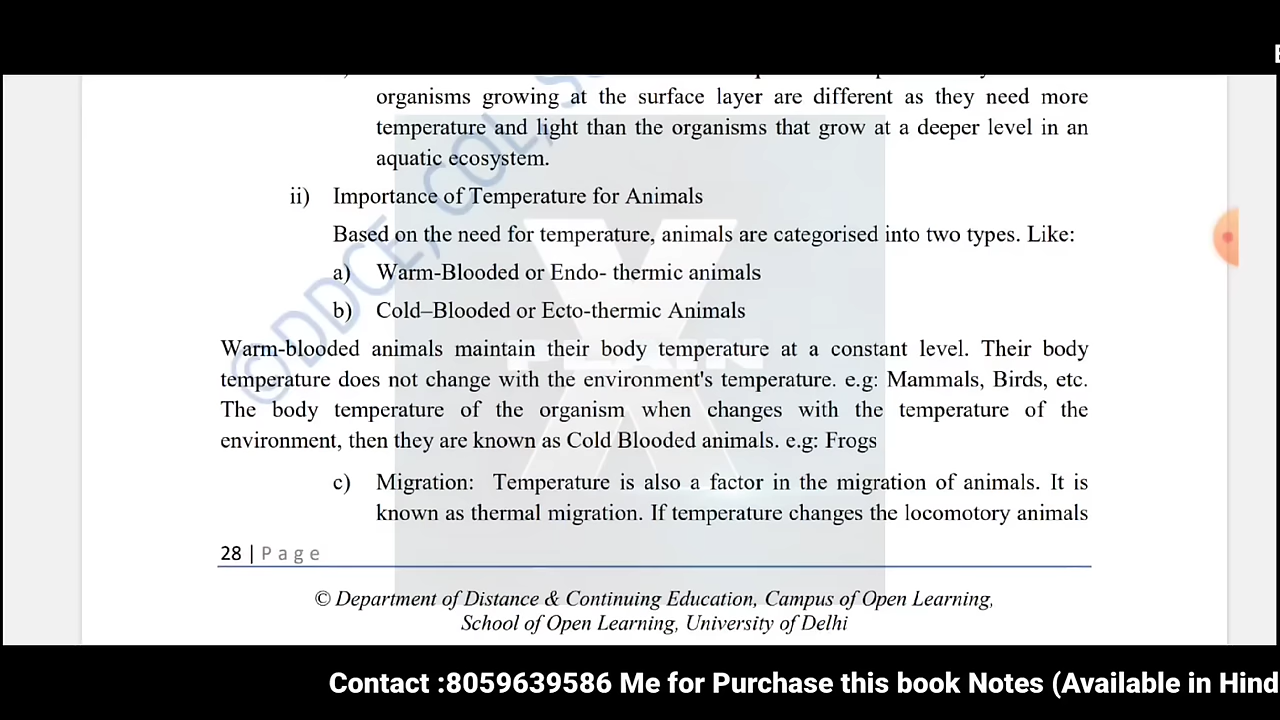 organisms growing at the surface layer are different as they need more
temperature and light than the organisms that grow at a deeper level in an
aquatic ecosystem.
ii) Importance of Temperature for Animals
Based on the need for temperature, animals are categorised into two types. Like:
a) Warm-Blooded or Endo- thermic animals
b) Cold–Blooded or Ecto-thermic Animals
Warm-blooded animals maintain their body temperature at a constant level. Their body
temperature does not change with the environment's temperature. e.g: Mammals, Birds, etc.
The body temperature of the organism when changes with the temperature of the
environment, then they are known as Cold Blooded animals. e.g: Frogs
c) Migration: Temperature is also a factor in the migration of animals. It is
known as thermal migration. If temperature changes the locomotory animals
28 | Page
© Department of Distance & Continuing Education, Campus of Open Learning,
School of Open Learning, University of Delhi
©DDCE, COL, S
Contact :8059639586 Me for Purchase this book Notes (Available in Hind